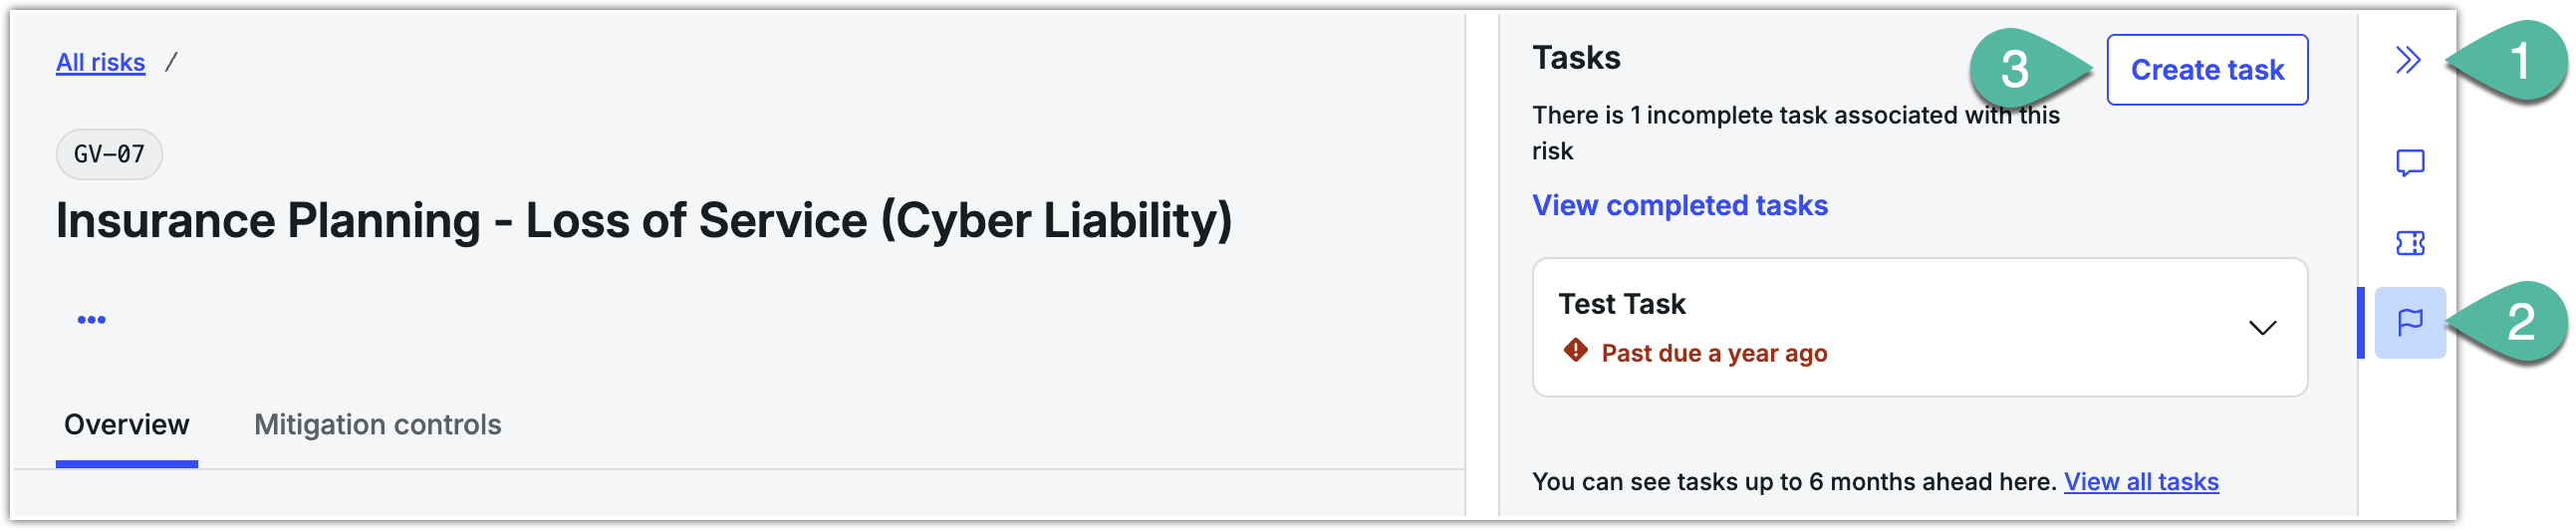 All risks /
GV-07
Insurance Planning - Loss of Service (Cyber Liability)
Overview
Mitigation controls
Tasks
3
Create task
1
There is 1 incomplete task associated with this
risk
View completed tasks
Test Task
Past due a year ago
2
You can see tasks up to 6 months ahead here. View all tasks